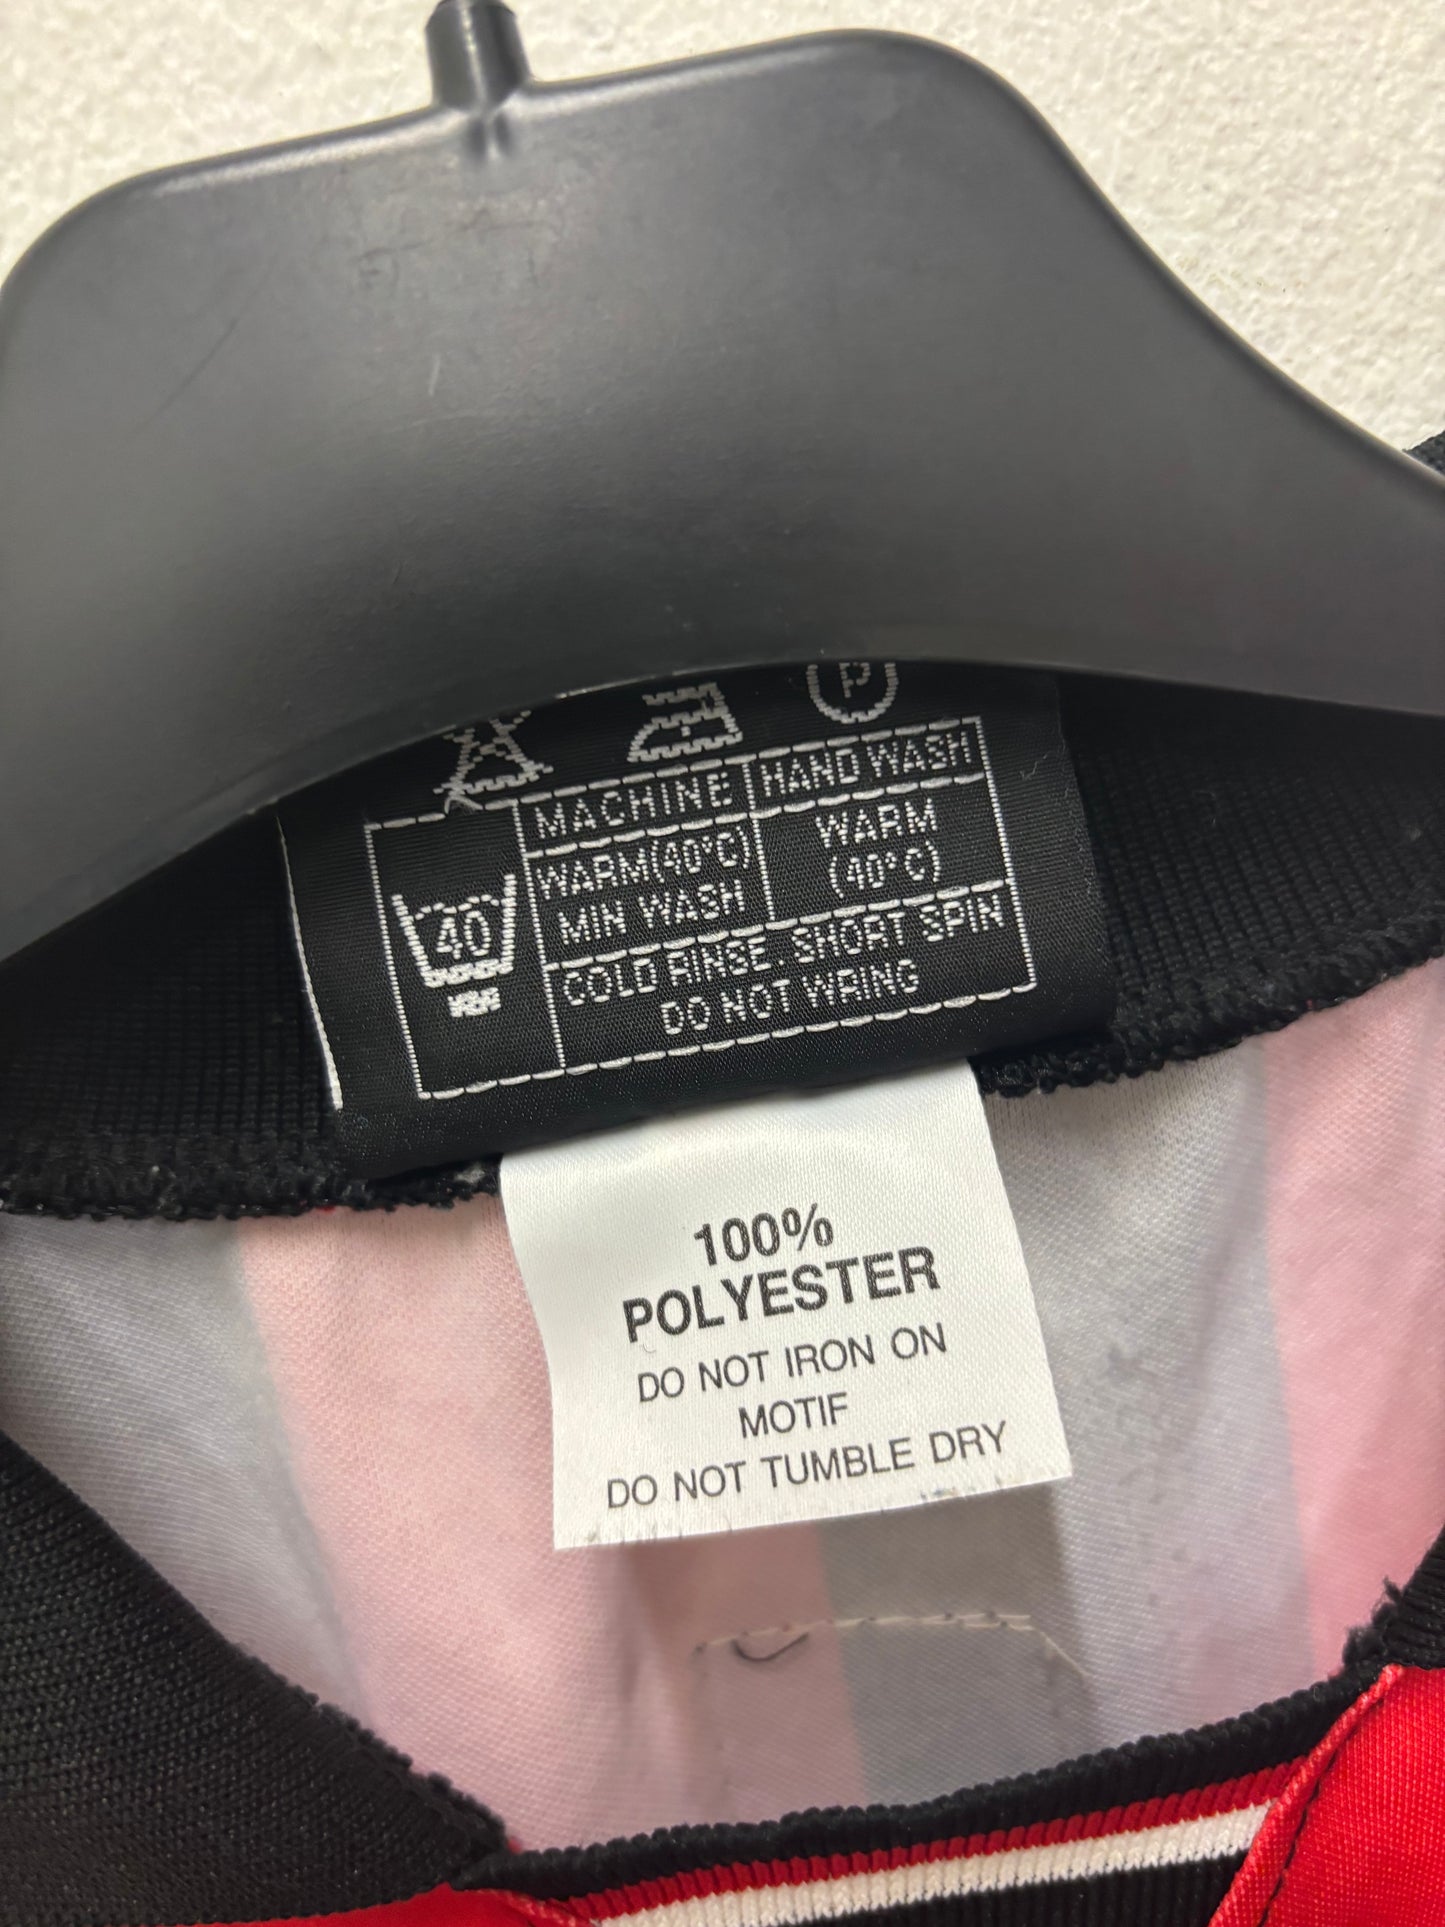 P
MACHINE HAND WASH
WARM(40°C) WARM
MIN WASH (40°C)
40
COLD RINSE. SHORT SPIN
DO NOT WRING
100%
POLYESTER
DO NOT IRON ON
MOTIF
DO NOT TUMBLE DRY